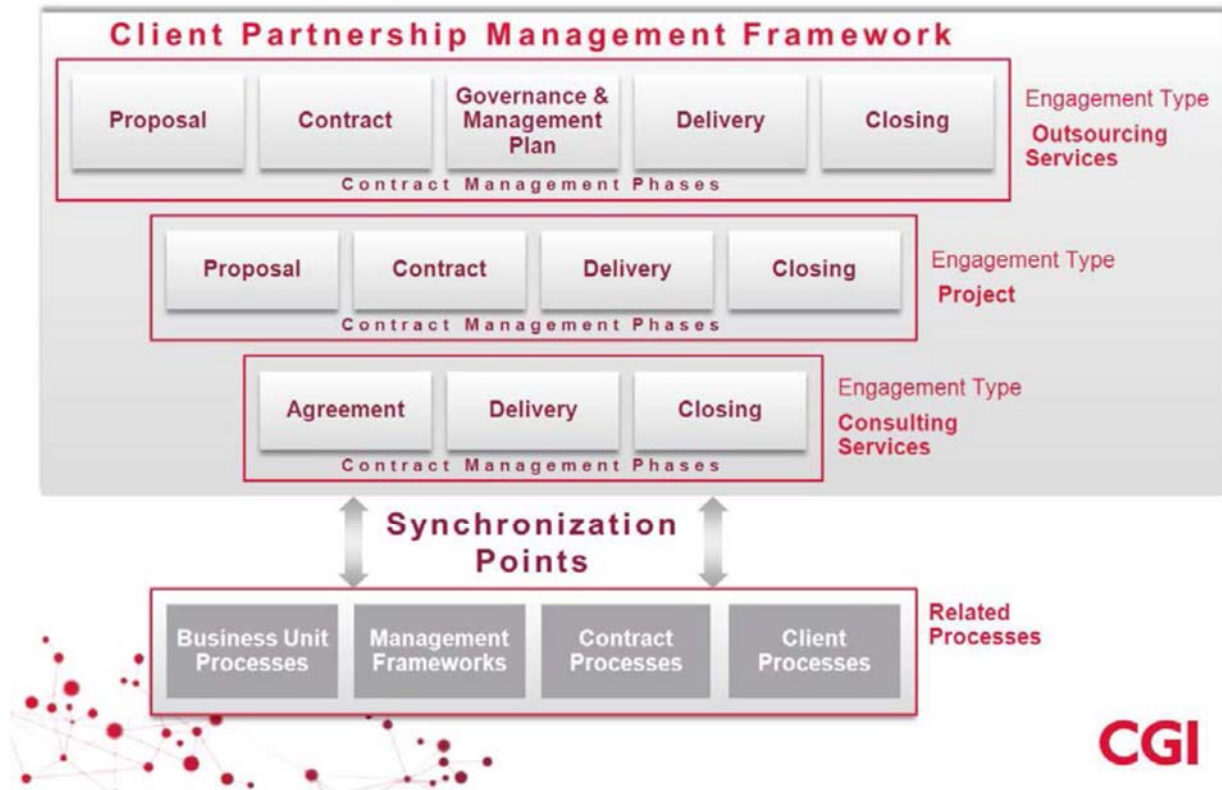 Client Partnership Management Framework
Proposal
Contract
Governance &
Management
Plan
Delivery
Closing
Contract Management Phases
Engagement Type
Outsourcing
Services
Proposal
Contract
Delivery
Closing
Contract Management Phases
Engagement Type
Project
Agreement
Delivery
Closing
Contract Management Phases
Engagement Type
Consulting
Services
Synchronization
Points
Business Unit
Processes
Management
Frameworks
Contract
Processes
Client
Processes
Related
Processes
CGI